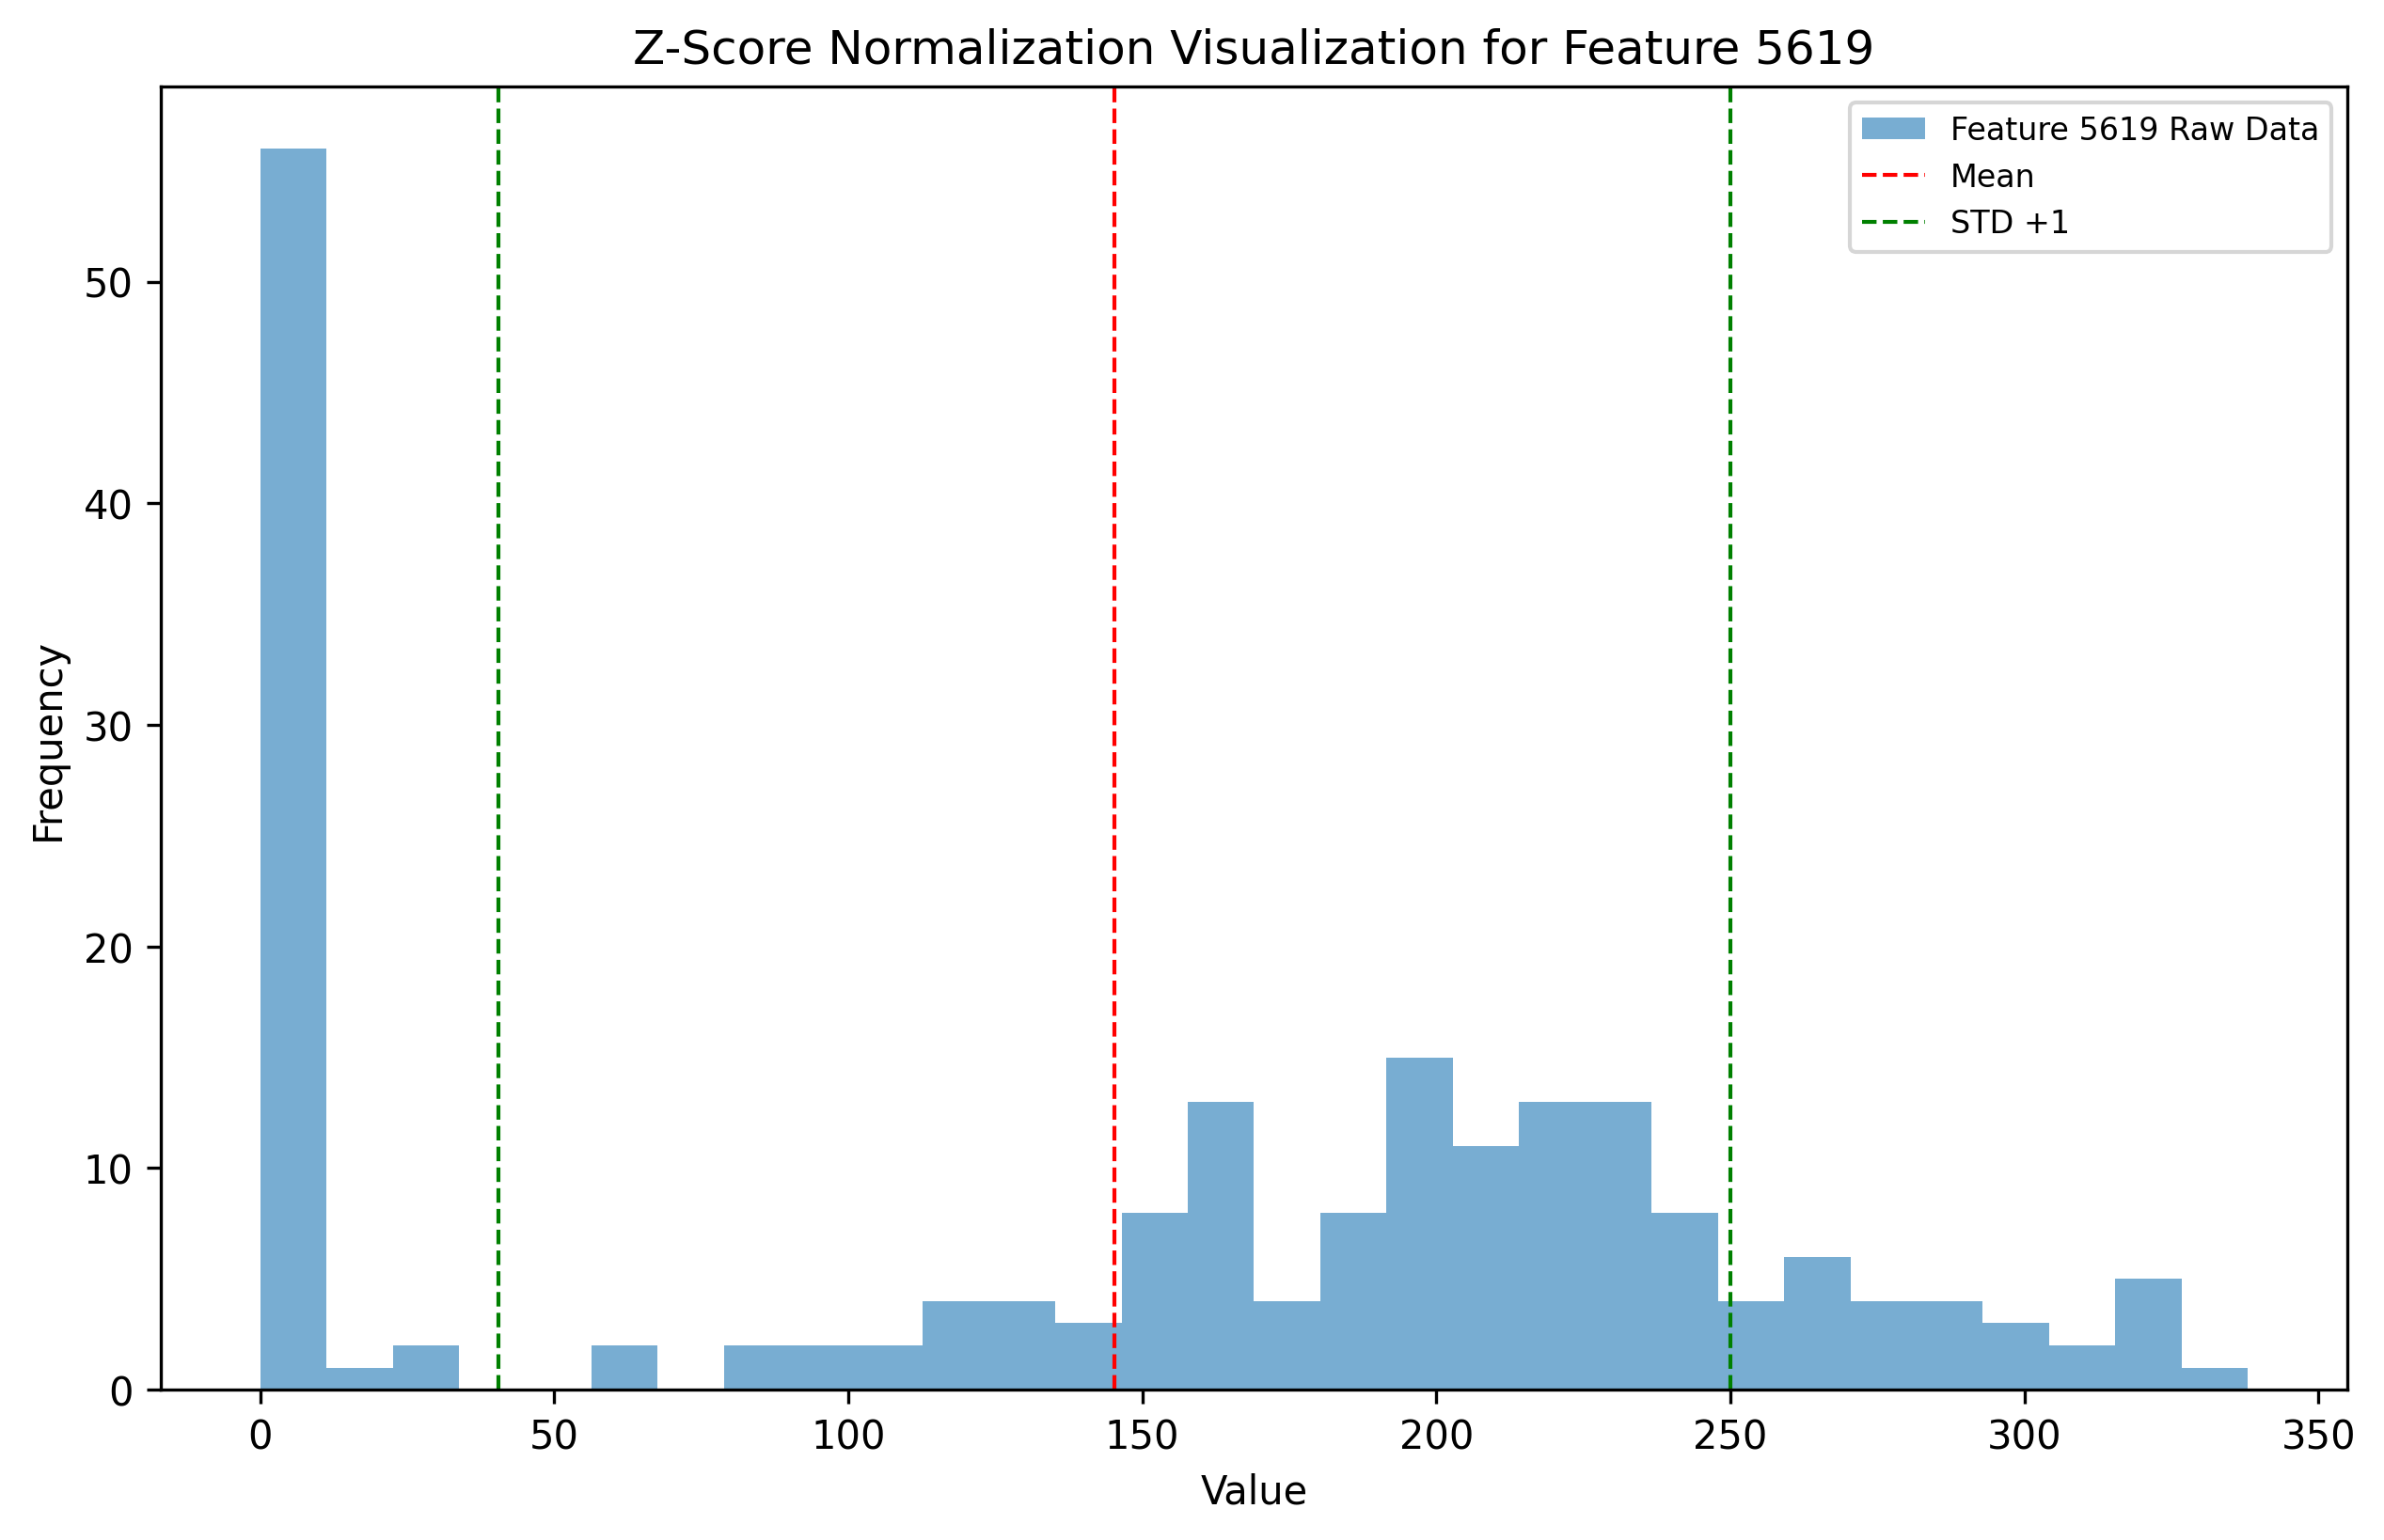 Z-Score Normalization Visualization for Feature 5619
Feature 5619 Raw Data
Mean
STD +1
Frequency
50
40
30
20
10
0
0 50 100 150 200 250 300 350
Value